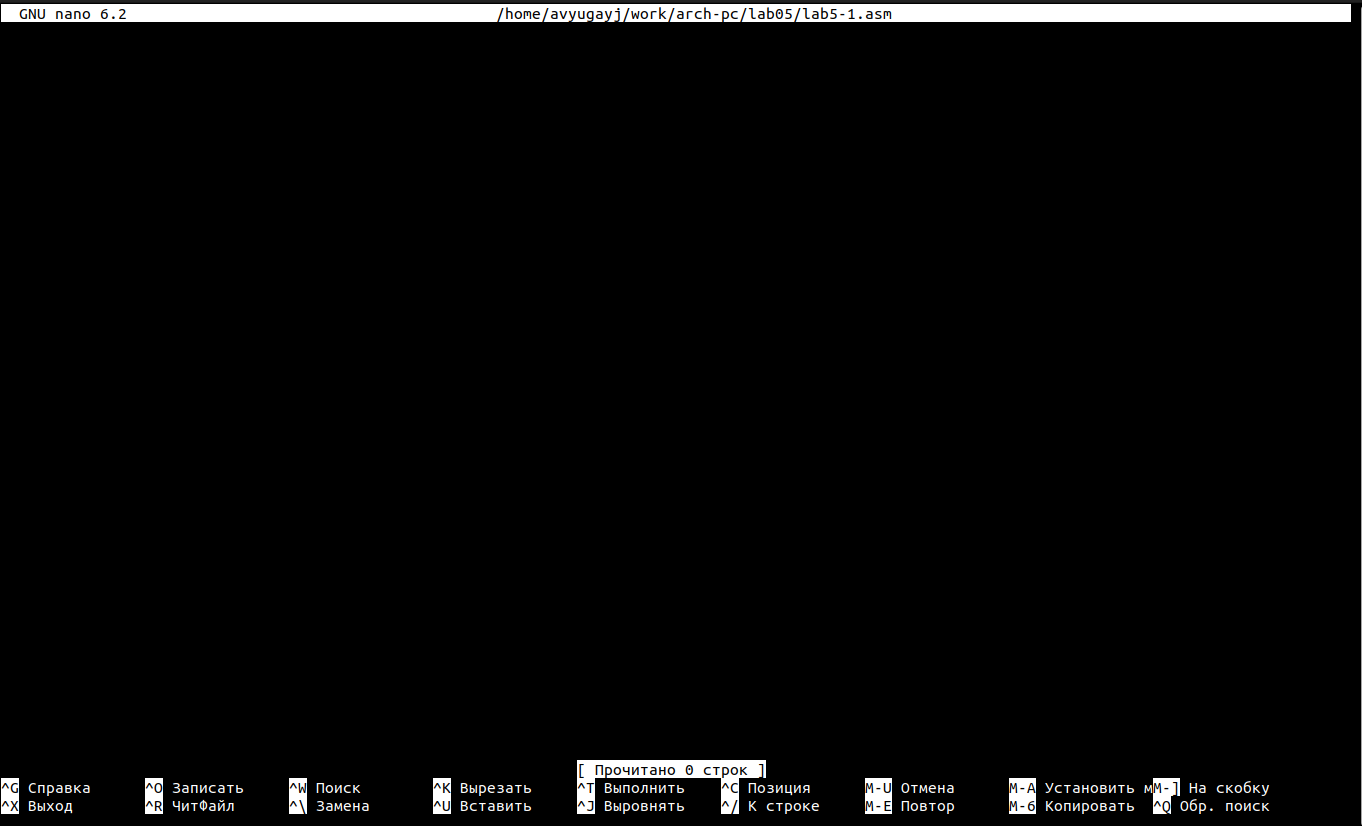 GNU nano 6.2 /home/avyugayj/work/arch-pc/lab05/lab5-1.asm
[ Прочитано 0 строк ]
^G Справка ^O Записать ^W Поиск ^K Вырезать ^T Выполнить ^C Позиция M-U Отмена M-A Установить мM-] На скобку
^X Выход ^R ЧитФайл ^\ Замена ^U Вставить ^J Выровнять ^/ К строке M-E Повтор M-6 Копировать ^Q Обр. поиск